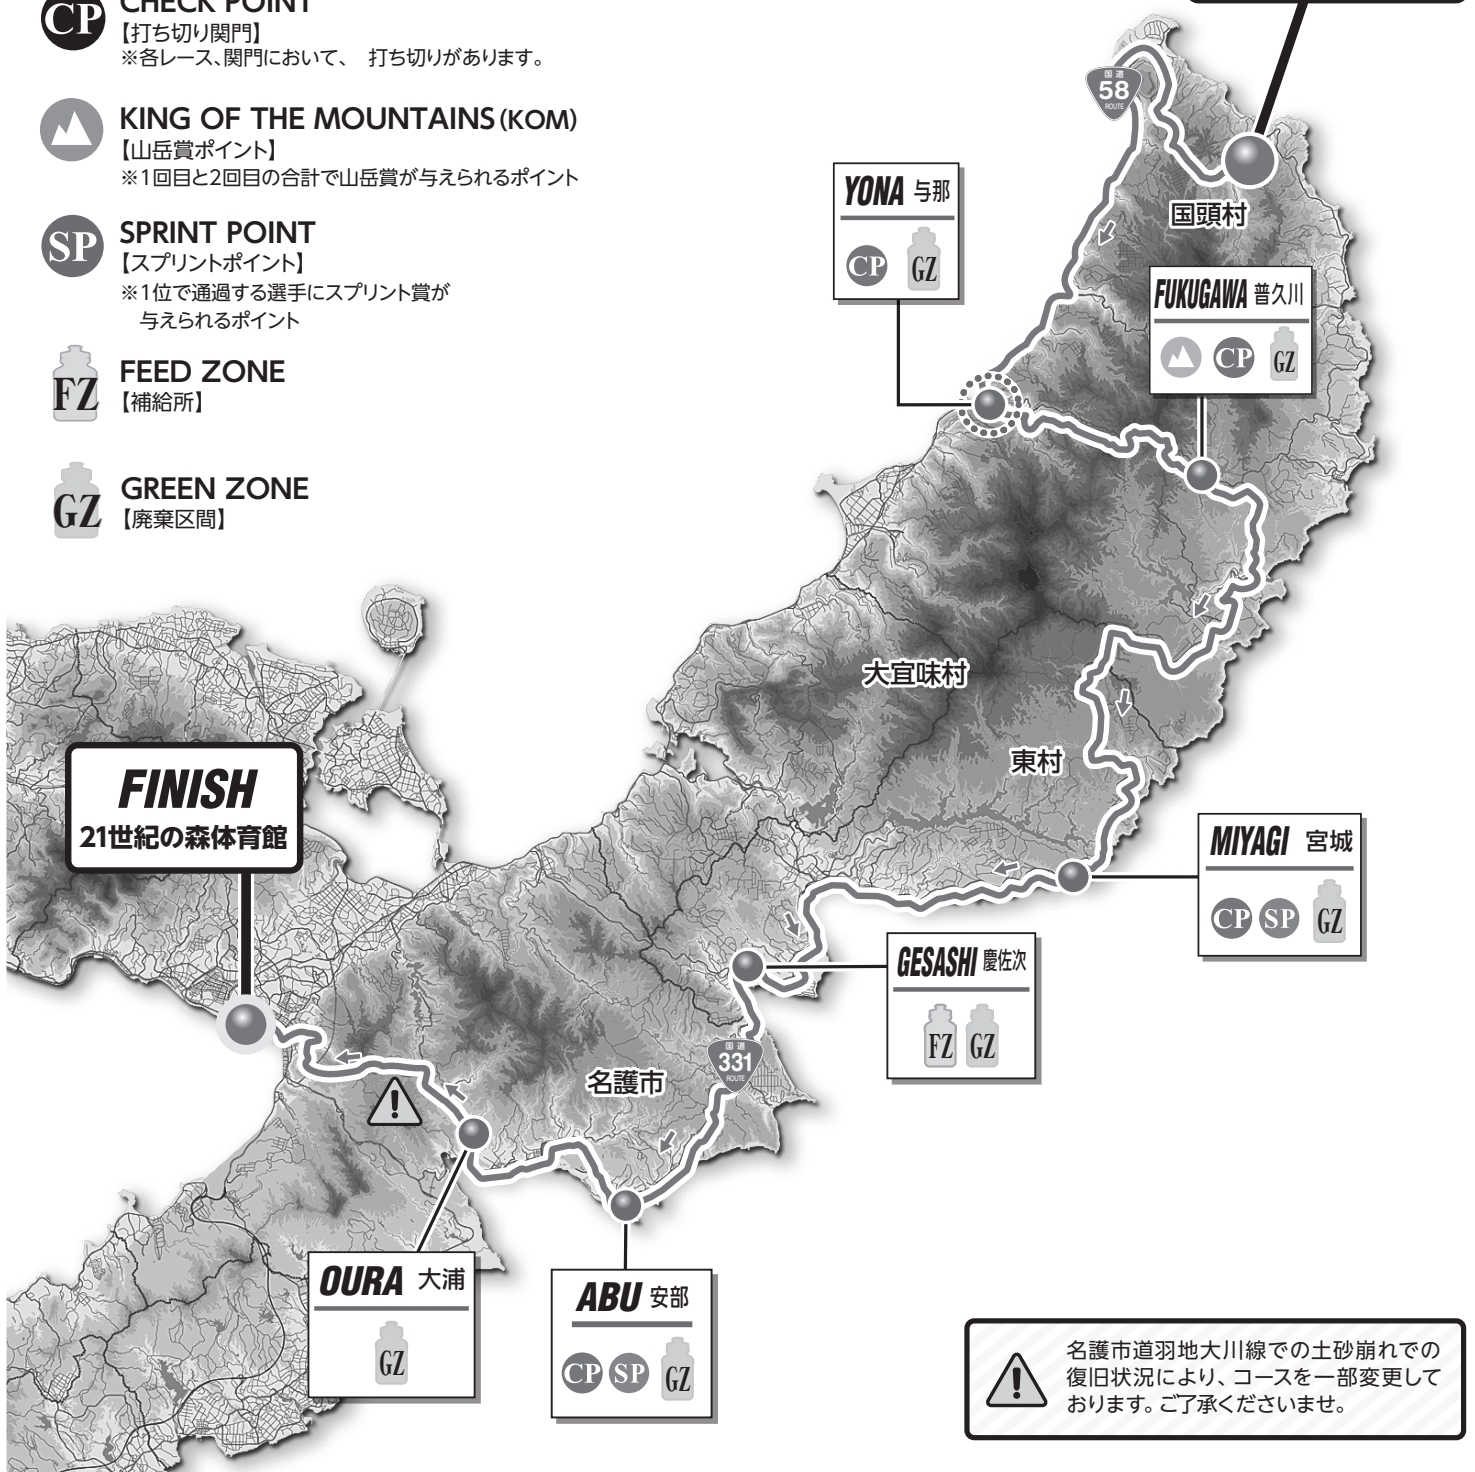 CP
CHECK POINT
【打ち切り関門】
※各レース、関門において、 打ち切りがあります。
KING OF THE MOUNTAINS (KOM)
【山岳賞ポイント】
※1回目と2回目の合計で山岳賞が与えられるポイント
SP
SPRINT POINT
【スプリントポイント】
※1位で通過する選手にスプリント賞が
与えられるポイント
FZ
FEED ZONE
【補給所】
GZ
GREEN ZONE
【廃棄区間】
国道
58
ROUTE
国頭村
YONA 与那
CP GZ
FUKUGAWA 普久川
CP GZ
大宜味村
東村
FINISH
21世紀の森体育館
MIYAGI 宮城
CP SP GZ
GESASHI 慶佐次
FZ GZ
国道
331
ROUTE
名護市
OURA 大浦
GZ
ABU 安部
CP SP GZ
名護市道羽地大川線での土砂崩れでの
復旧状況により、コースを一部変更して
おります。ご了承くださいませ。